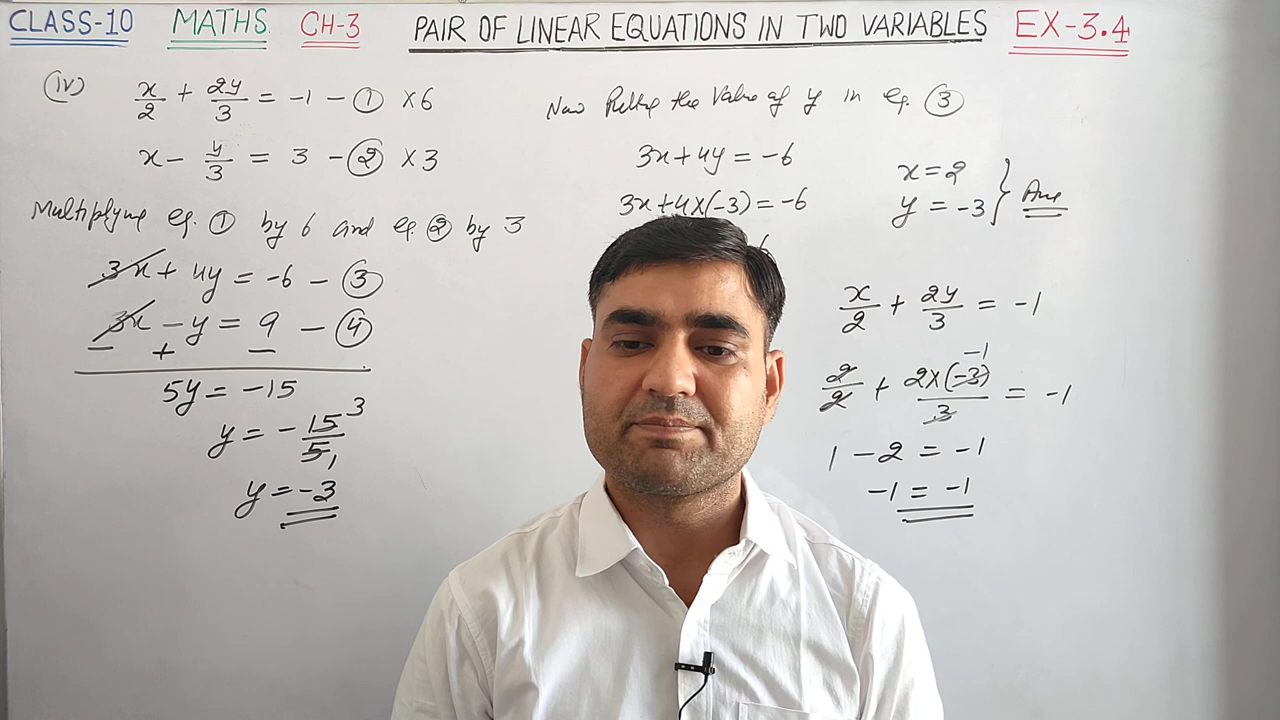 CLASS-10 MATHS CH-3 PAIR OF LINEAR EQUATIONS IN TWO VARIABLES EX-3.4
(iv) x/2 + 2y/3 = -1 - ① ×6
x - y/3 = 3 - ② ×3
Multiplying eq. ① by 6 and eq. ② by 3
3x + 4y = -6 - ③
3x - y = 9 - ④
- + -
5y = -15
y = -15/5 3 1
y = -3
Now Putting the Value of y in eq. ③
3x + 4y = -6
3x + 4×(-3) = -6
x = 2
y = -3 } Ans
x/2 + 2y/3 = -1
2/2 + 2×(-3)/3 = -1 -1
1 - 2 = -1
-1 = -1